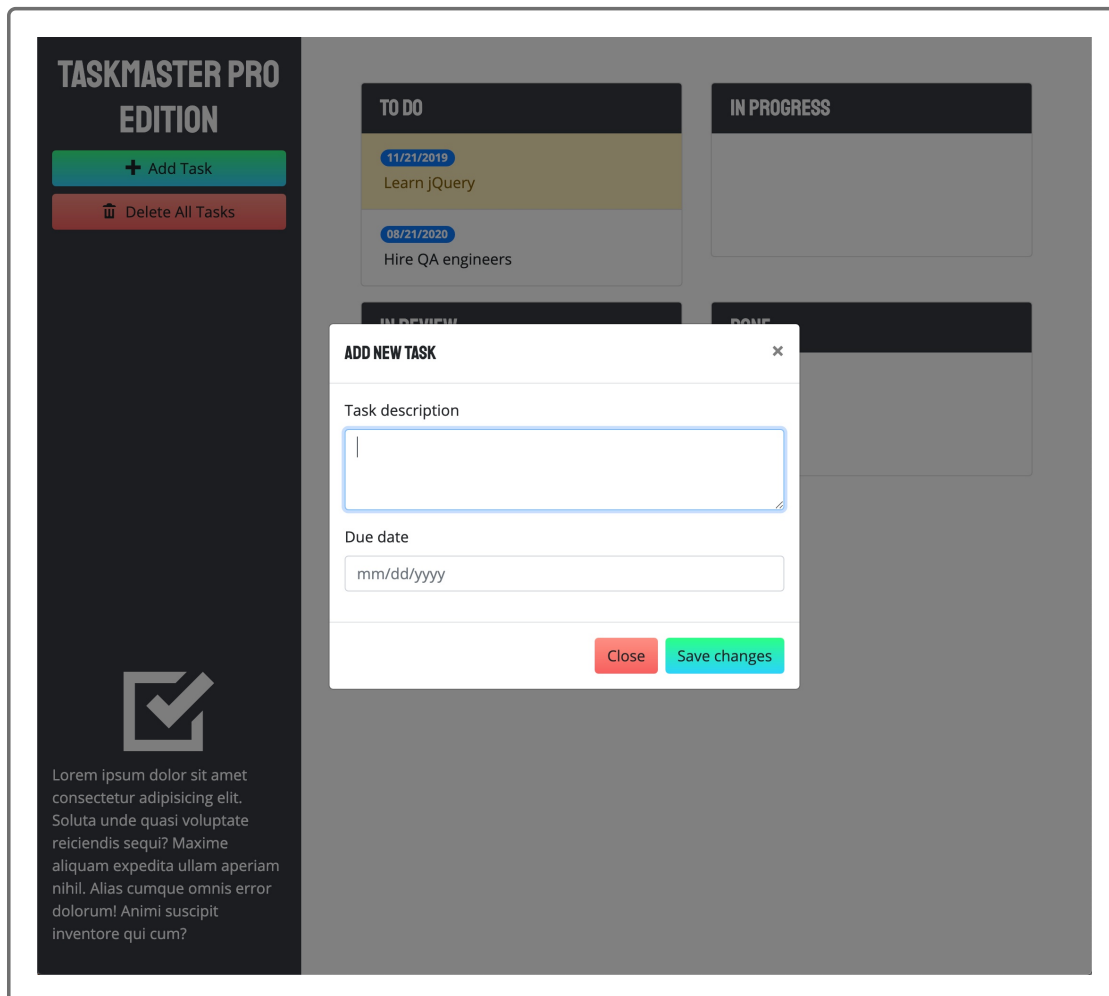 TASKMASTER PRO
EDITION
Add Task
Delete All Tasks
Lorem ipsum dolor sit amet
consectetur adipisicing elit.
Soluta unde quasi voluptate
reiciendis sequi? Maxime
aliquam expedita ullam aperiam
nihil. Alias cumque omnis error
dolorum! Animi suscipit
inventore qui cum?
TO DO
11/21/2019
Learn jQuery
08/21/2020
Hire QA engineers
IN PROGRESS
IN REVIEW
DONE
ADD NEW TASK
×
Task description
Due date
mm/dd/yyyy
Close
Save changes